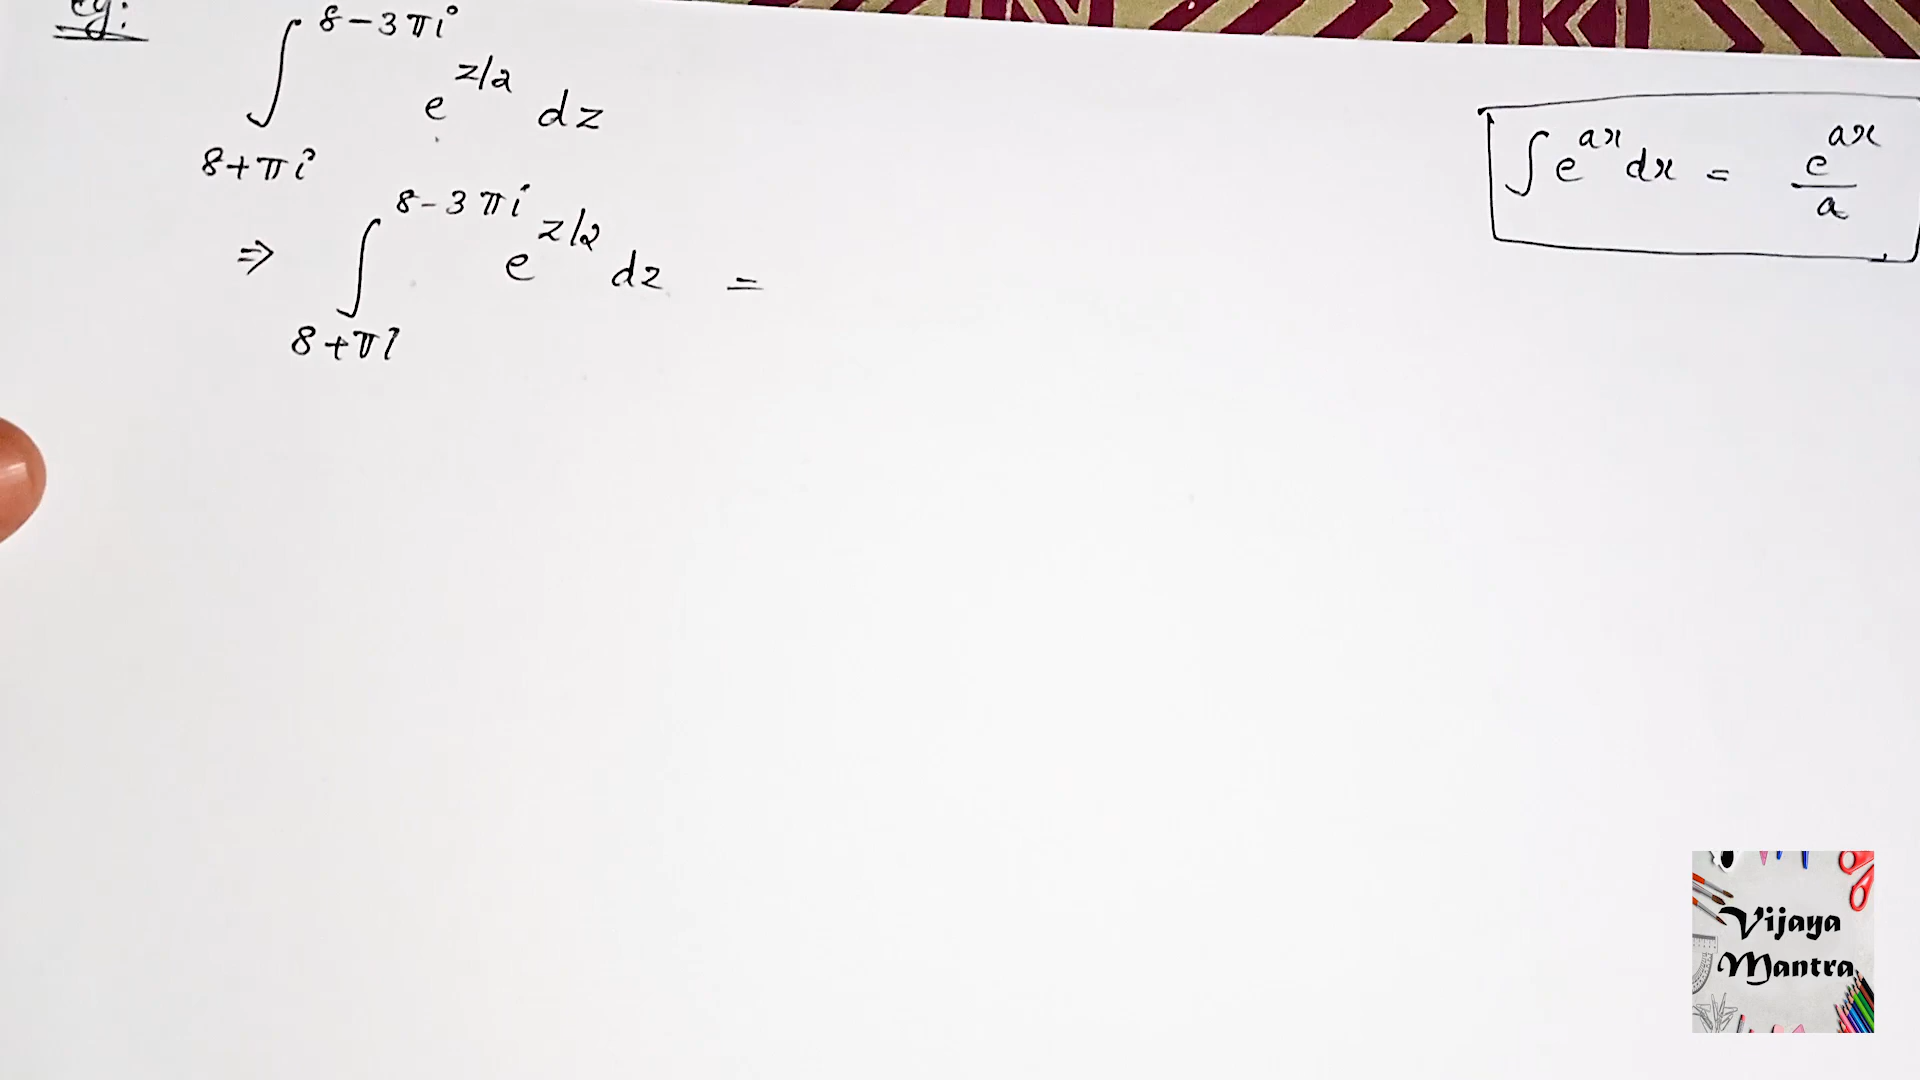 eg:
∫_{8+πi}^{8-3πi} e^{z/2} dz
⇒ ∫_{8+πi}^{8-3πi} e^{z/2} dz =
∫e^{ax} dx = e^{ax}/a
Vijaya
Mantra